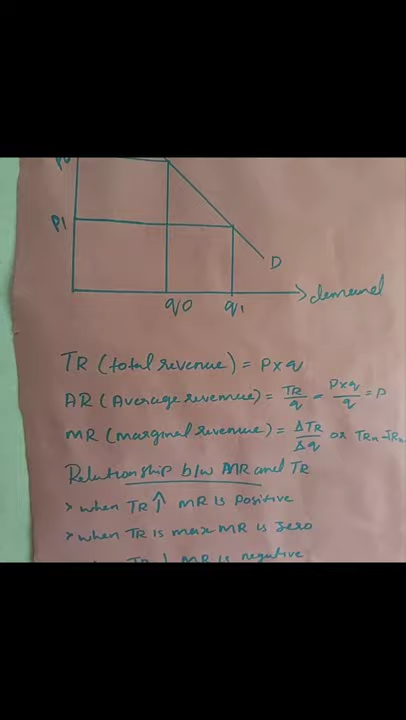 P0
P1
D
q0 q1 demand
TR (total revenue) = P×q
AR (Average revenue) = TR/q = P×q/q = P
MR (marginal revenue) = ΔTR/Δq or TRn - TRn
Relationship b/w MR and TR
> when TR ↑ MR is Positive
> when TR is max MR is zero
TR ↓ MR is negative